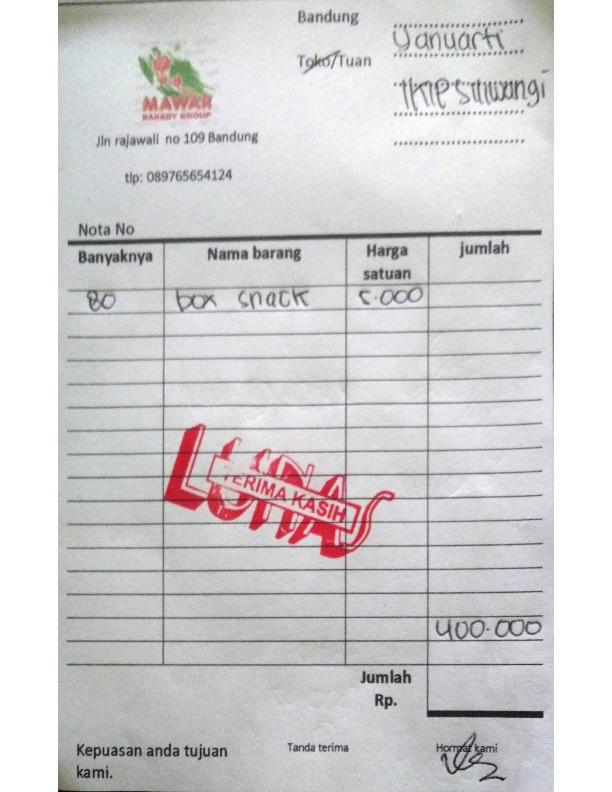 Bandung
Yanuarti
Toko/Tuan
IKIP Siliwangi
MAWAR
BAKERY GROUP
Jln rajawali no 109 Bandung
tlp: 089765654124
Nota No
Banyaknya Nama barang Harga satuan jumlah
80 box snack 5.000
LUNAS
TERIMA KASIH
400.000
Jumlah
Rp.
Kepuasan anda tujuan
kami.
Tanda terima
Hormat kami